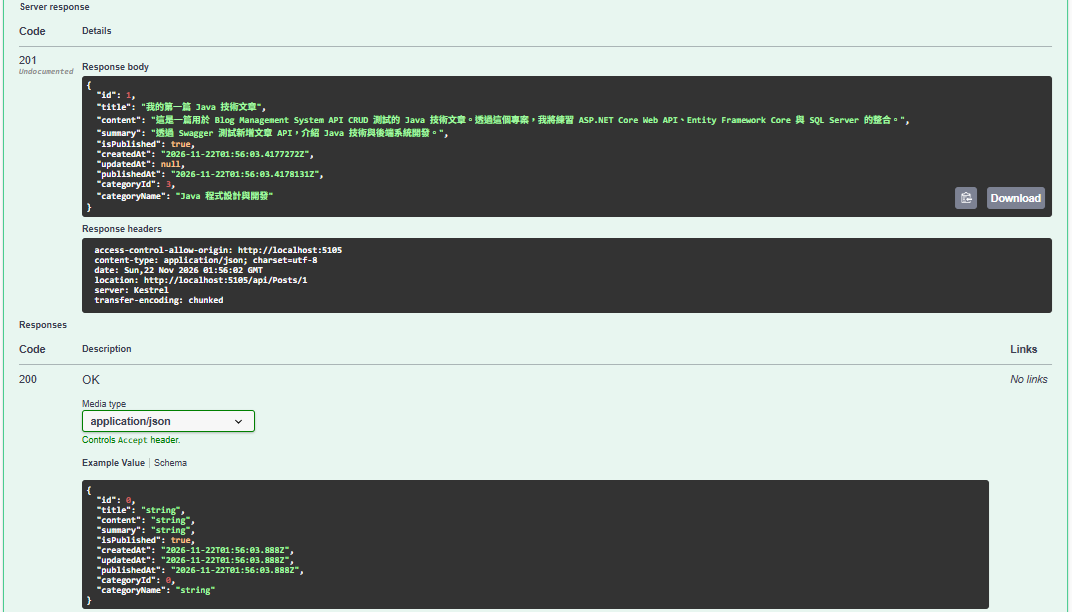 Server response
Code Details
201
Undocumented
Response body
{
  "id": 1,
  "title": "我的第一篇 Java 技術文章",
  "content": "這是一篇用於 Blog Management System API CRUD 測試的 Java 技術文章。透過這個專案，我將練習 ASP.NET Core Web API、Entity Framework Core 與 SQL Server 的整合。",
  "summary": "透過 Swagger 測試新增文章 API，介紹 Java 技術與後端系統開發。",
  "isPublished": true,
  "createdAt": "2026-11-22T01:56:03.4177272Z",
  "updatedAt": null,
  "publishedAt": "2026-11-22T01:56:03.4178131Z",
  "categoryId": 3,
  "categoryName": "Java 程式設計與開發"
}
Download
Response headers
access-control-allow-origin: http://localhost:5105
content-type: application/json; charset=utf-8
date: Sun,22 Nov 2026 01:56:02 GMT
location: http://localhost:5105/api/Posts/1
server: Kestrel
transfer-encoding: chunked
Responses
Code Description Links
200 OK No links
Media type
application/json
Controls Accept header.
Example Value | Schema
{
  "id": 0,
  "title": "string",
  "content": "string",
  "summary": "string",
  "isPublished": true,
  "createdAt": "2026-11-22T01:56:03.888Z",
  "updatedAt": "2026-11-22T01:56:03.888Z",
  "publishedAt": "2026-11-22T01:56:03.888Z",
  "categoryId": 0,
  "categoryName": "string"
}